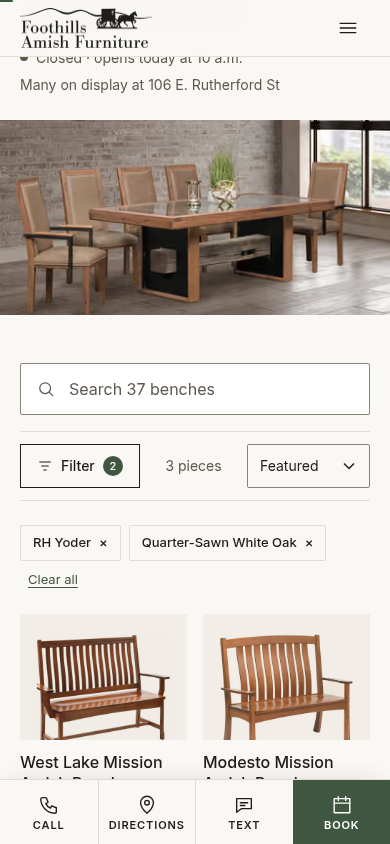 Foothills
Amish Furniture
Closed · opens today at 10 a.m.
Many on display at 106 E. Rutherford St
Search 37 benches
Filter 2
3 pieces
Featured
RH Yoder ×
Quarter-Sawn White Oak ×
Clear all
West Lake Mission
Modesto Mission
CALL
DIRECTIONS
TEXT
BOOK